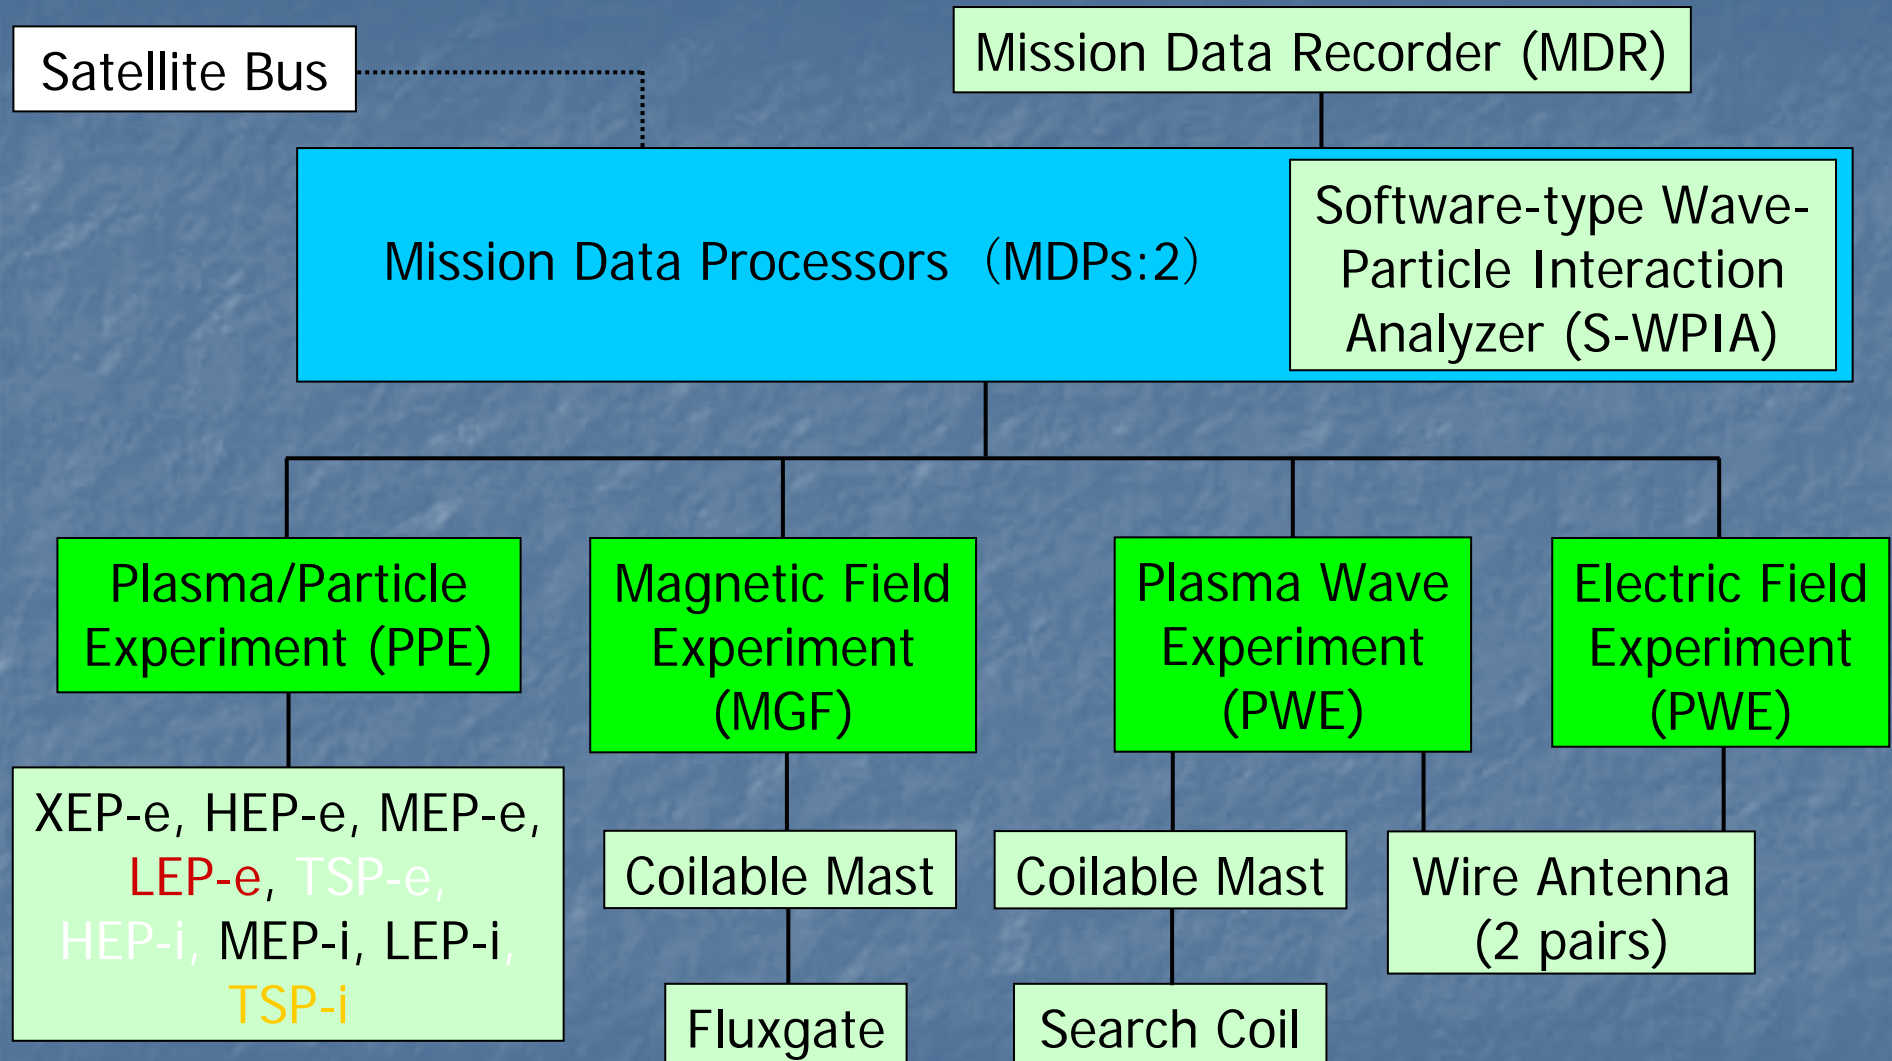 Satellite Bus
Mission Data Recorder (MDR)
Mission Data Processors（MDPs:2）
Software-type Wave-
Particle Interaction
Analyzer (S-WPIA)
Plasma/Particle
Experiment (PPE)
Magnetic Field
Experiment
(MGF)
Plasma Wave
Experiment
(PWE)
Electric Field
Experiment
(PWE)
XEP-e, HEP-e, MEP-e,
LEP-e, TSP-e,
HEP-i, MEP-i, LEP-i,
TSP-i
Coilable Mast
Coilable Mast
Wire Antenna
(2 pairs)
Fluxgate
Search Coil